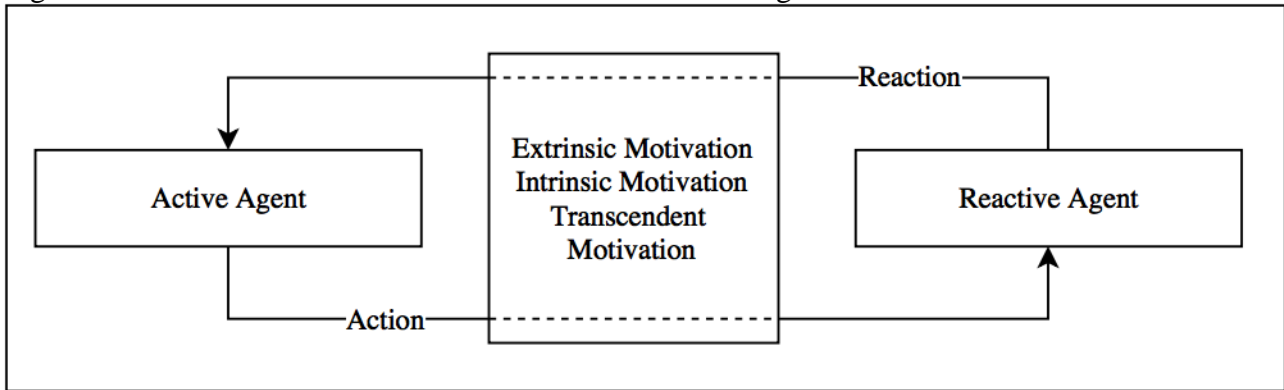 Reaction
Extrinsic Motivation
Intrinsic Motivation
Transcendent
Motivation
Active Agent
Reactive Agent
Action